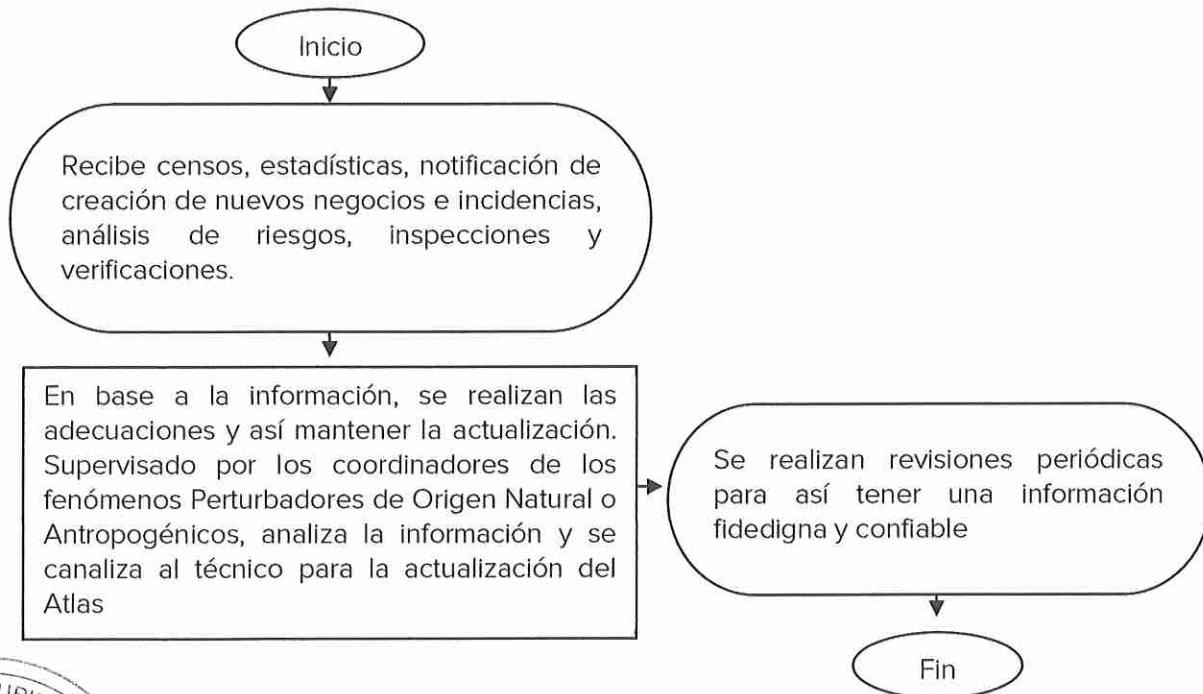 Inicio
Recibe censos, estadísticas, notificación de
creación de nuevos negocios e incidencias,
análisis de riesgos, inspecciones y
verificaciones.
En base a la información, se realizan las
adecuaciones y así mantener la actualización.
Supervisado por los coordinadores de los
fenómenos Perturbadores de Origen Natural o
Antropogénicos, analiza la información y se
canaliza al técnico para la actualización del
Atlas
Se realizan revisiones periódicas
para así tener una información
fidedigna y confiable
Fin